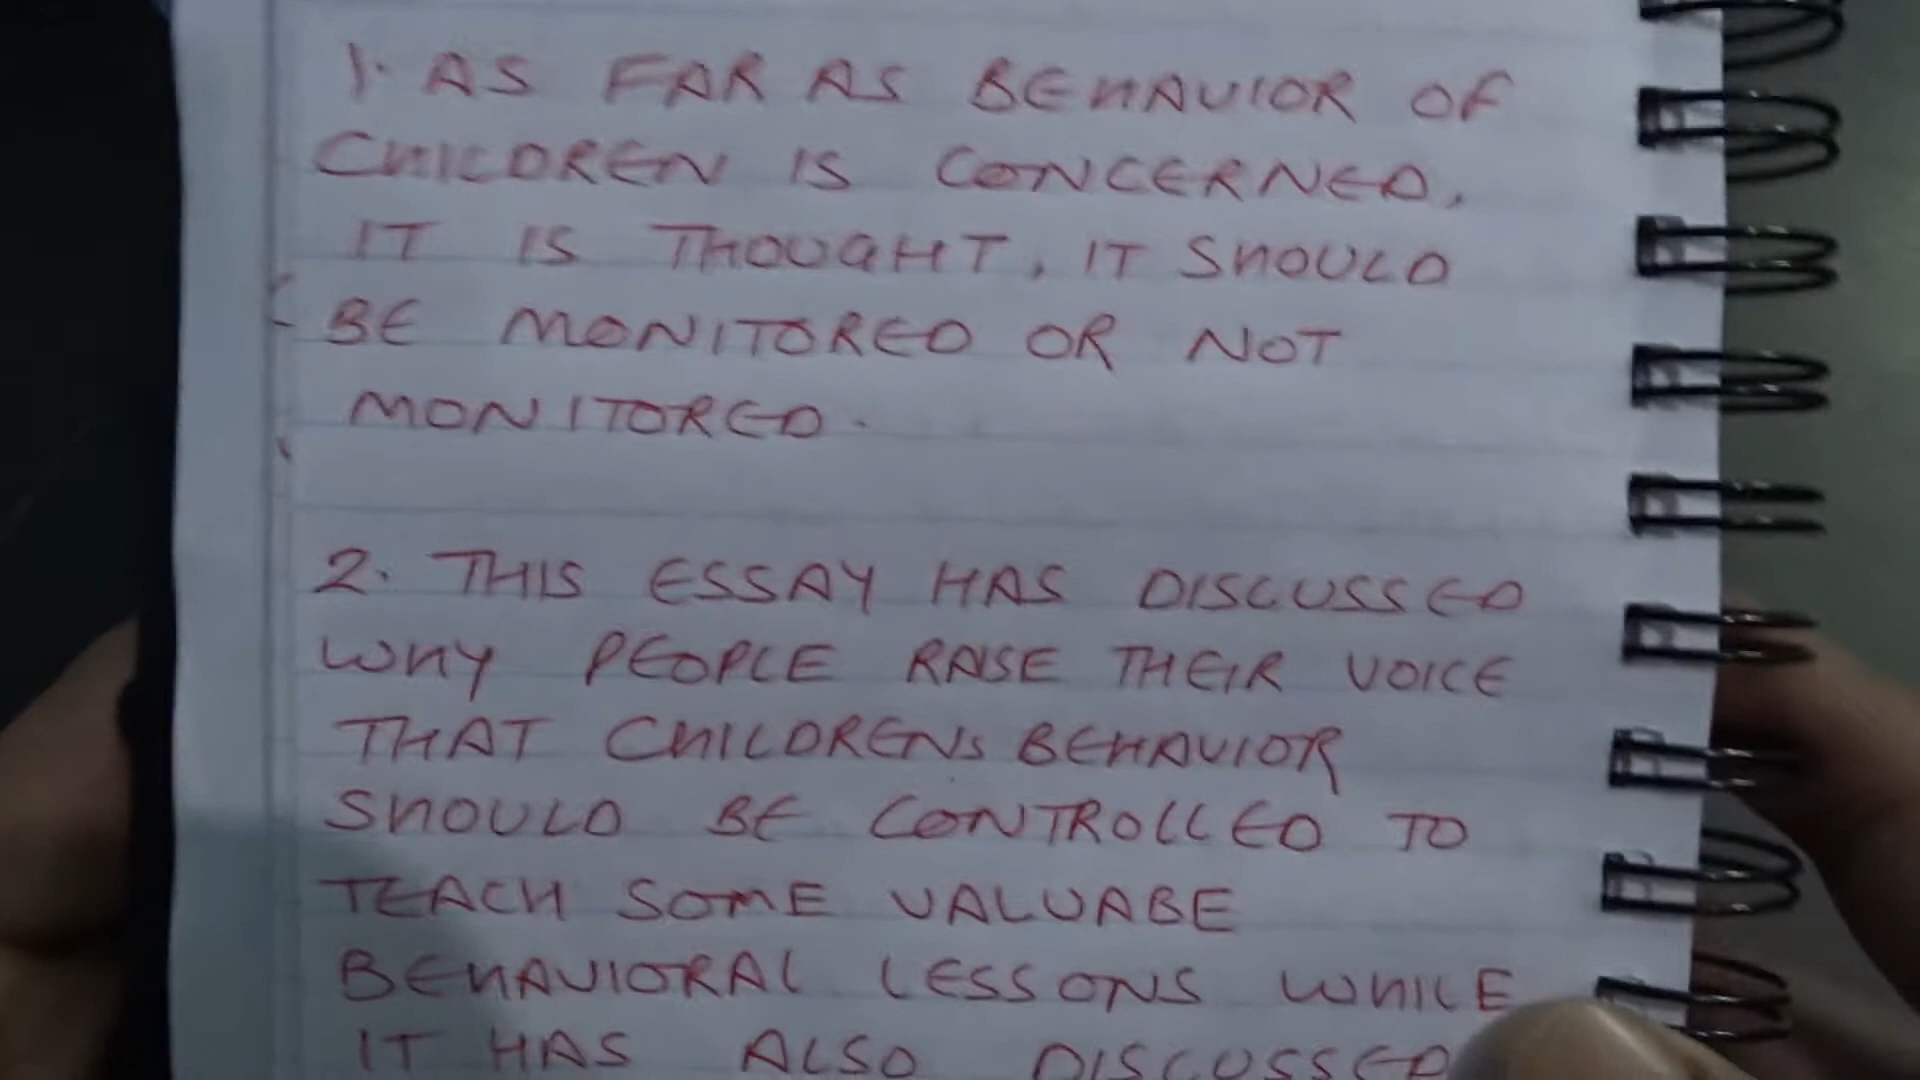 1. AS FAR AS BEHAVIOR OF
CHILDREN IS CONCERNED,
IT IS THOUGHT, IT SHOULD
BE MONITORED OR NOT
MONITORED.
2. THIS ESSAY HAS DISCUSSED
WHY PEOPLE RAISE THEIR VOICE
THAT CHILDRENS BEHAVIOR
SHOULD BE CONTROLLED TO
TEACH SOME VALUABE
BEHAVIORAL LESSONS WHILE
IT HAS ALSO DISCUSSED